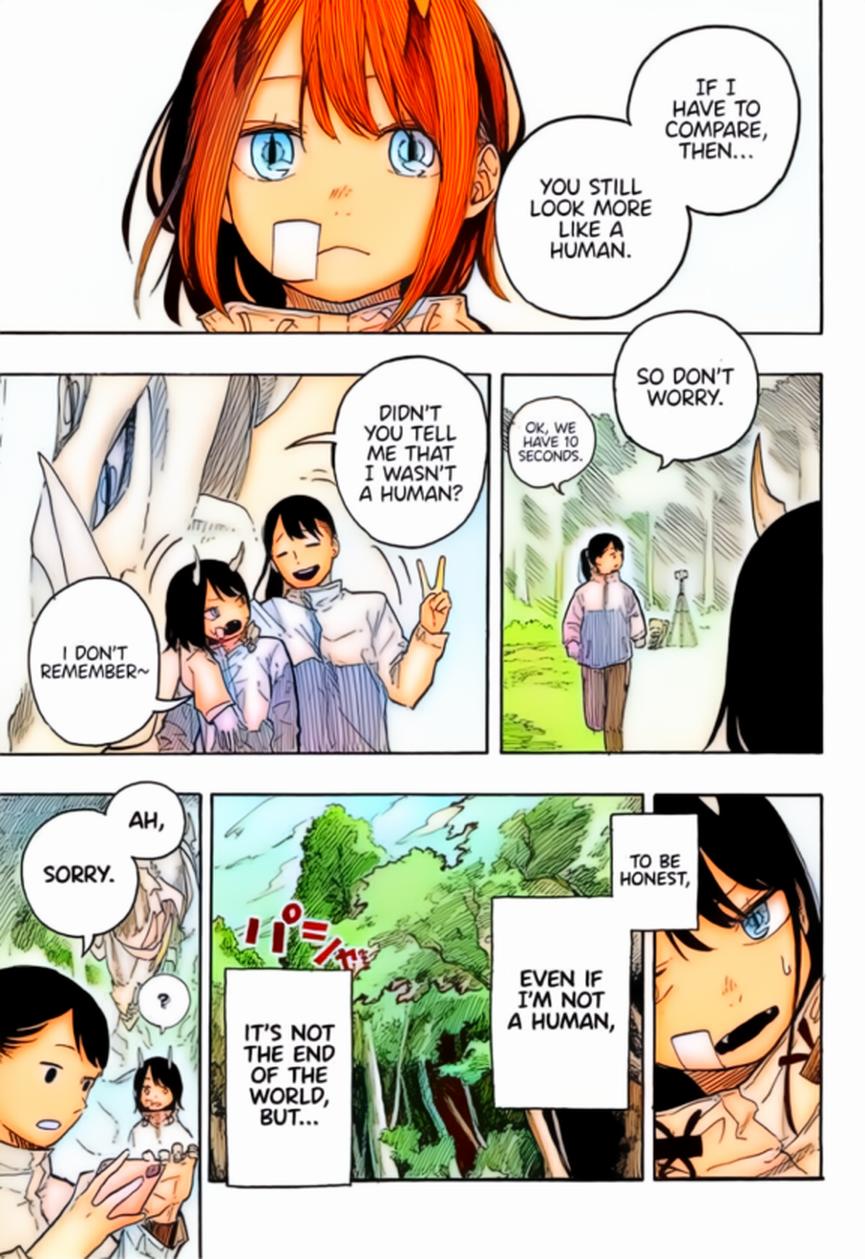 IF I
HAVE TO
COMPARE,
THEN...
YOU STILL
LOOK MORE
LIKE A
HUMAN.
SO DON'T
WORRY.
OK, WE
HAVE 10
SECONDS.
DIDN'T
YOU TELL
ME THAT
I WASN'T
A HUMAN?
I DON'T
REMEMBER~
TO BE
HONEST,
EVEN IF
I'M NOT
A HUMAN,
パシャ
IT'S NOT
THE END
OF THE
WORLD,
BUT...
AH,
SORRY.
?